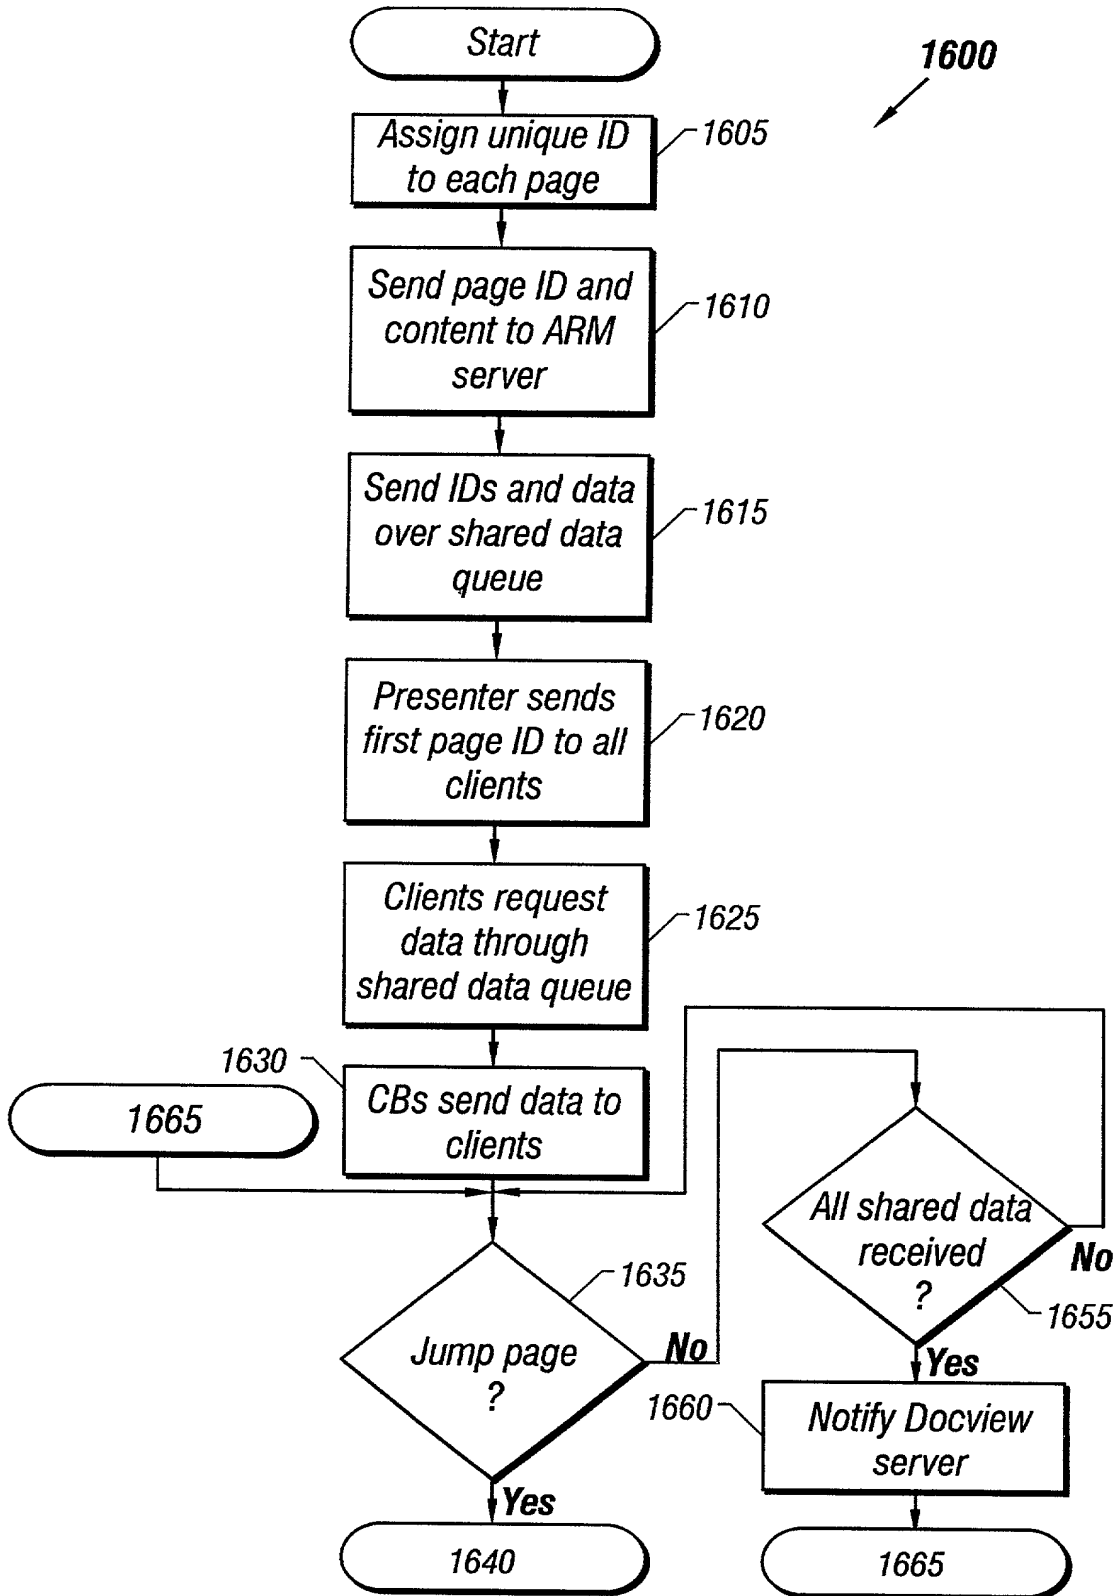 Start
1600
Assign unique ID
to each page
1605
Send page ID and
content to ARM
server
1610
Send IDs and data
over shared data
queue
1615
Presenter sends
first page ID to all
clients
1620
Clients request
data through
shared data queue
1625
1630
CBs send data to
clients
1665
Jump page
?
1635
No
Yes
1640
All shared data
received
?
No
1655
Yes
1660
Notify Docview
server
1665